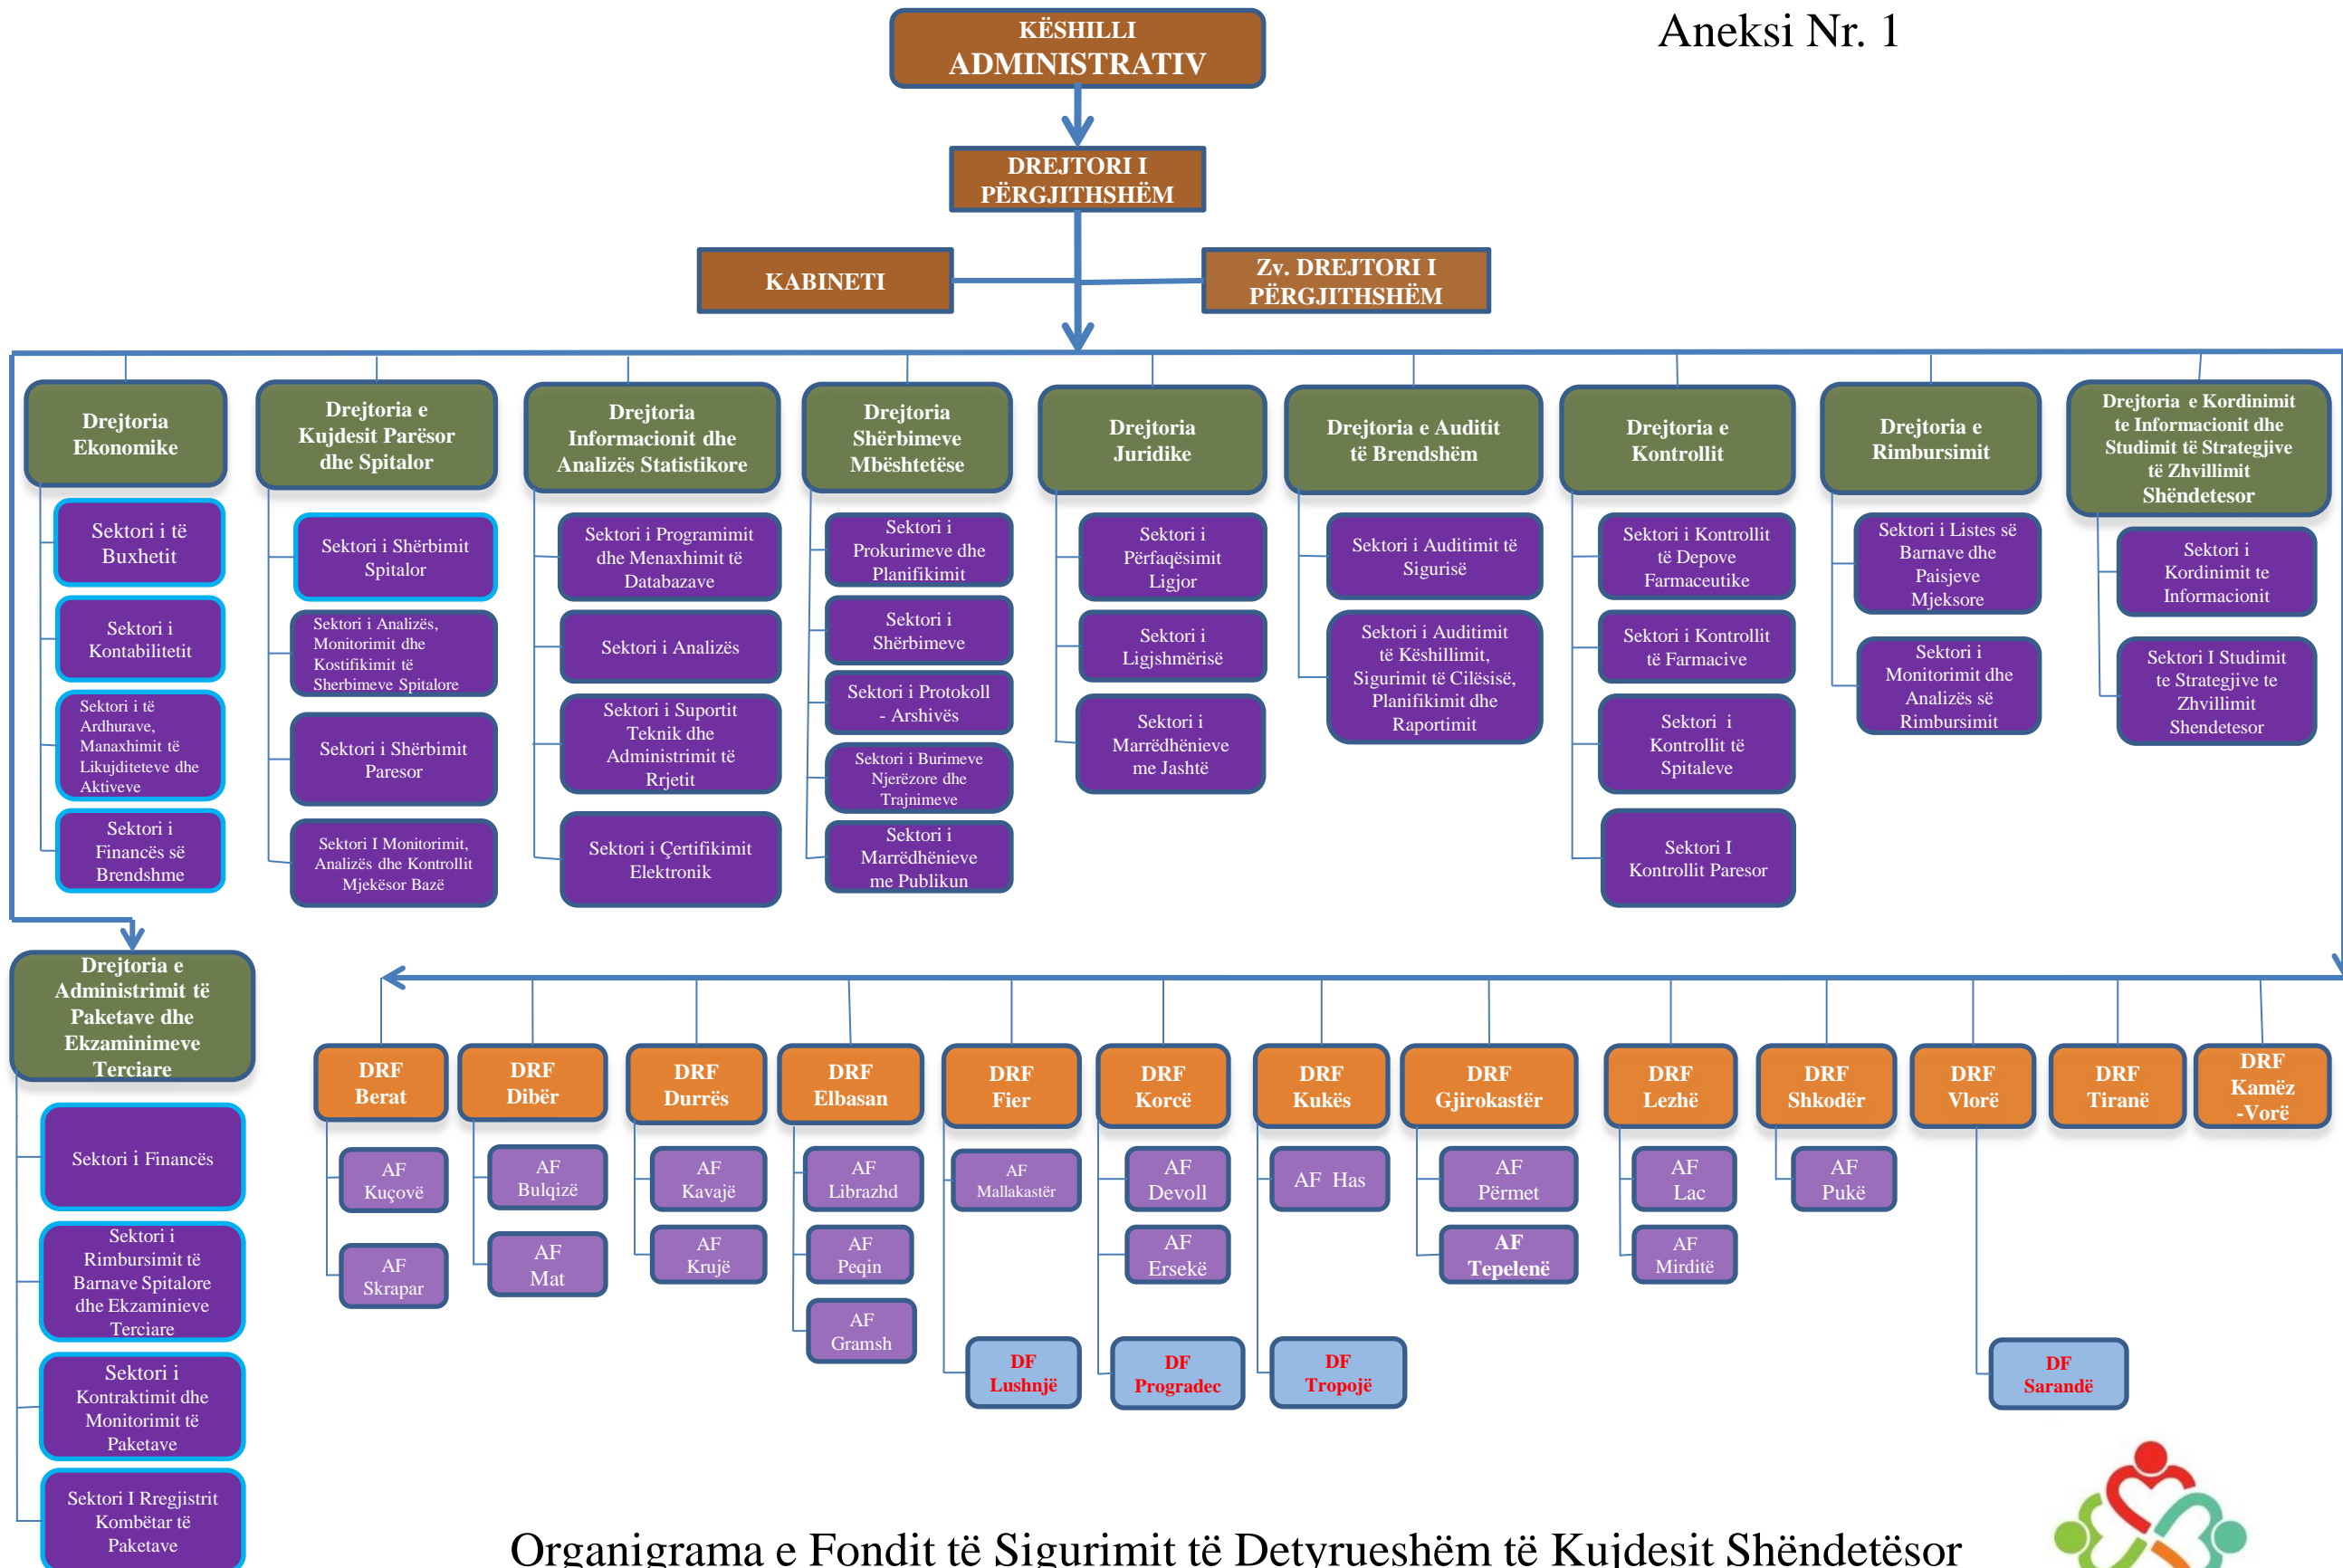 Aneksi Nr. 1
KËSHILLI
ADMINISTRATIV
DREJTORI I
PËRGJITHSHËM
KABINETI
Zv. DREJTORI I
PËRGJITHSHËM
Drejtoria
Ekonomike
Sektori i të
Buxhetit
Sektori i
Kontabilitetit
Sektori i të
Ardhurave,
Manaxhimit të
Likujditeteve dhe
Aktiveve
Sektori i
Financës së
Brendshme
Drejtoria e
Kujdesit Parësor
dhe Spitalor
Sektori i Shërbimit
Spitalor
Sektori i Analizës,
Monitorimit dhe
Kostifikimit të
Sherbimeve Spitalore
Sektori i Shërbimit
Paresor
Sektori I Monitorimit,
Analizës dhe Kontrollit
Mjekësor Bazë
Drejtoria
Informacionit dhe
Analizës Statistikore
Sektori i Programimit
dhe Menaxhimit të
Databazave
Sektori i Analizës
Sektori i Suportit
Teknik dhe
Administrimit të
Rrjetit
Sektori i Çertifikimit
Elektronik
Drejtoria
Shërbimeve
Mbështetëse
Sektori i
Prokurimeve dhe
Planifikimit
Sektori i
Shërbimeve
Sektori i Protokoll
- Arshivës
Sektori i Burimeve
Njerëzore dhe
Trajnimeve
Sektori i
Marrëdhënieve
me Publikun
Drejtoria
Juridike
Sektori i
Përfaqësimit
Ligjor
Sektori i
Ligjshmërisë
Sektori i
Marrëdhënieve
me Jashtë
Drejtoria e Auditit
të Brendshëm
Sektori i Auditimit të
Sigurisë
Sektori i Auditimit
të Këshillimit,
Sigurimit të Cilësisë,
Planifikimit dhe
Raportimit
Drejtoria e
Kontrollit
Sektori i Kontrollit
të Depove
Farmaceutike
Sektori i Kontrollit
të Farmacive
Sektori i
Kontrollit të
Spitaleve
Sektori I
Kontrollit Paresor
Drejtoria e
Rimbursimit
Sektori i Listes së
Barnave dhe
Paisjeve
Mjeksore
Sektori i
Monitorimit dhe
Analizës së
Rimbursimit
Drejtoria e Kordinimit
te Informacionit dhe
Studimit të Strategjive
të Zhvillimit
Shëndetesor
Sektori i
Kordinimit te
Informacionit
Sektori I Studimit
te Strategjive te
Zhvillimit
Shendetesor
Drejtoria e
Administrimit të
Paketave dhe
Ekzaminimeve
Terciare
Sektori i Financës
Sektori i
Rimbursimit të
Barnave Spitalore
dhe Ekzaminieve
Terciare
Sektori i
Kontraktimit dhe
Monitorimit të
Paketave
Sektori I Rregjistrit
Kombëtar të
Paketave
DRF
Berat
AF
Kuçovë
AF
Skrapar
DRF
Dibër
AF
Bulqizë
AF
Mat
DRF
Durrës
AF
Kavajë
AF
Krujë
DRF
Elbasan
AF
Librazhd
AF
Peqin
AF
Gramsh
DRF
Fier
AF
Mallakastër
DF
Lushnjë
DRF
Korcë
AF
Devoll
AF
Ersekë
DF
Progradec
DRF
Kukës
AF Has
DF
Tropojë
DRF
Gjirokastër
AF
Përmet
AF
Tepelenë
DRF
Lezhë
AF
Lac
AF
Mirditë
DRF
Shkodër
AF
Pukë
DRF
Vlorë
DF
Sarandë
DRF
Tiranë
DRF
Kamëz
-Vorë
Organigrama e Fondit të Sigurimit të Detyrueshëm të Kujdesit Shëndetësor